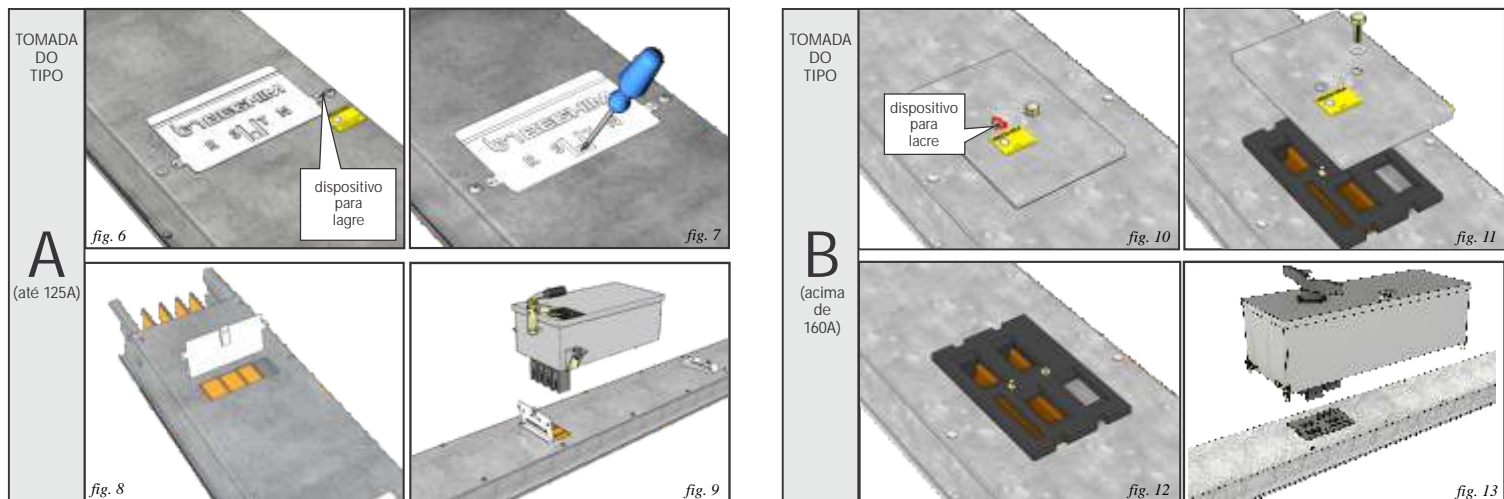 TOMADA
DO
TIPO
A
(até 125A)
dispositivo
para
lagre
fig. 6
fig. 7
fig. 8
fig. 9
TOMADA
DO
TIPO
B
(acima
de
160A)
dispositivo
para
lacre
fig. 10
fig. 11
fig. 12
fig. 13